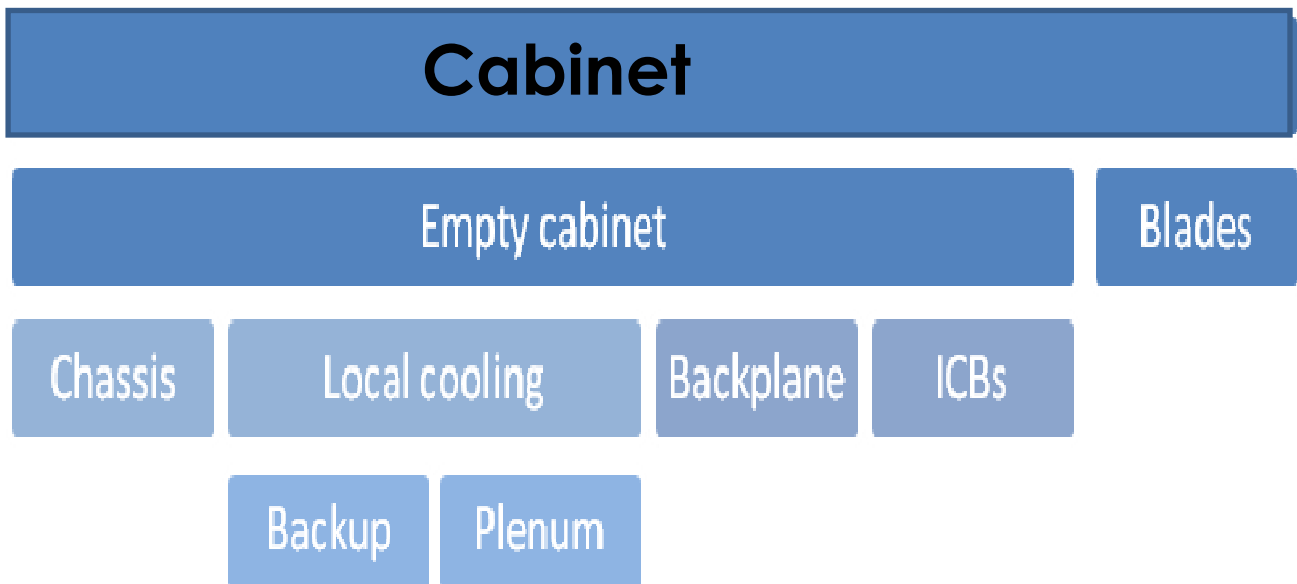 Cabinet
Empty cabinet
Blades
Chassis
Local cooling
Backplane
ICBs
Backup
Plenum